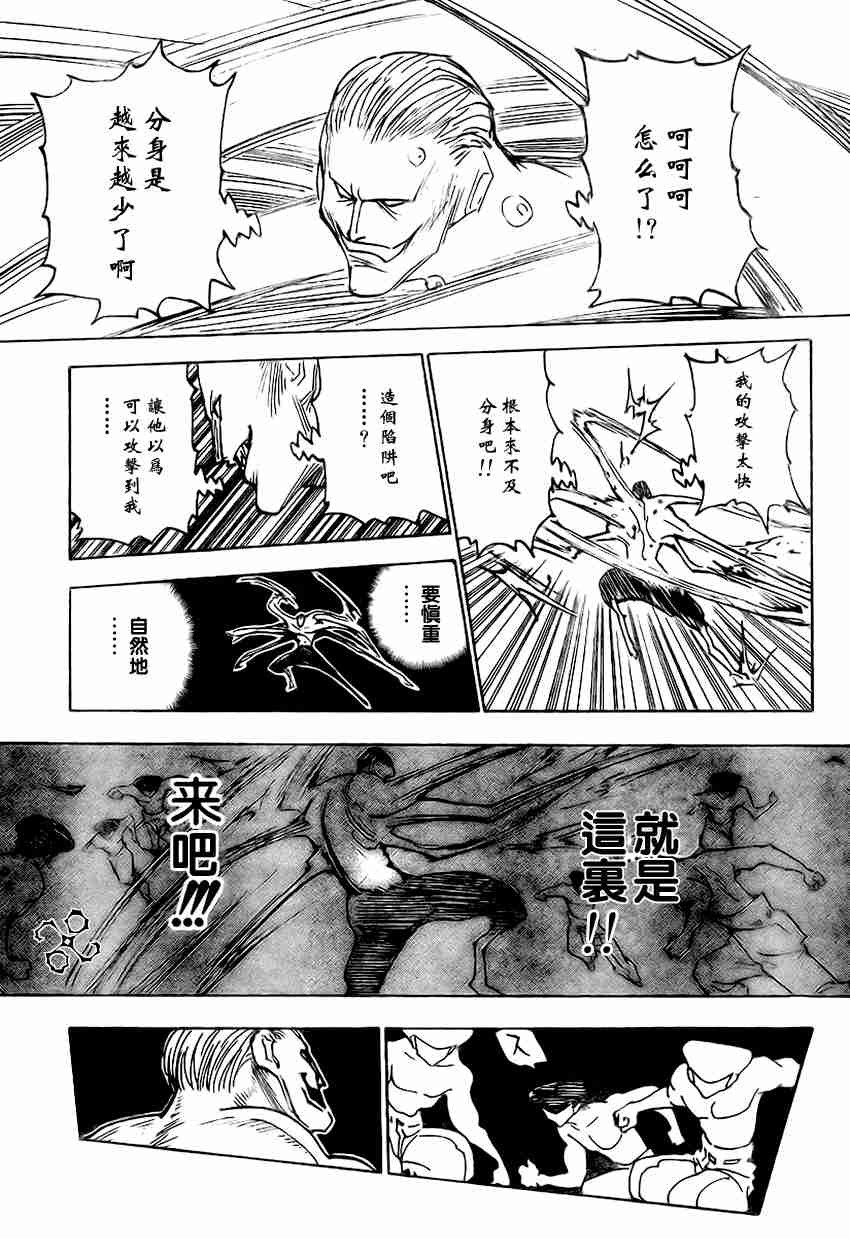 呵呵呵
怎么了!?
分身是
越來越少了啊
我的攻擊太快
根本來不及
分身吧!!
造個陷阱吧
……?
讓他以爲
可以攻擊到我
……
要慎重
……
自然地
……
就是
這裏!!
来吧!!!
ス